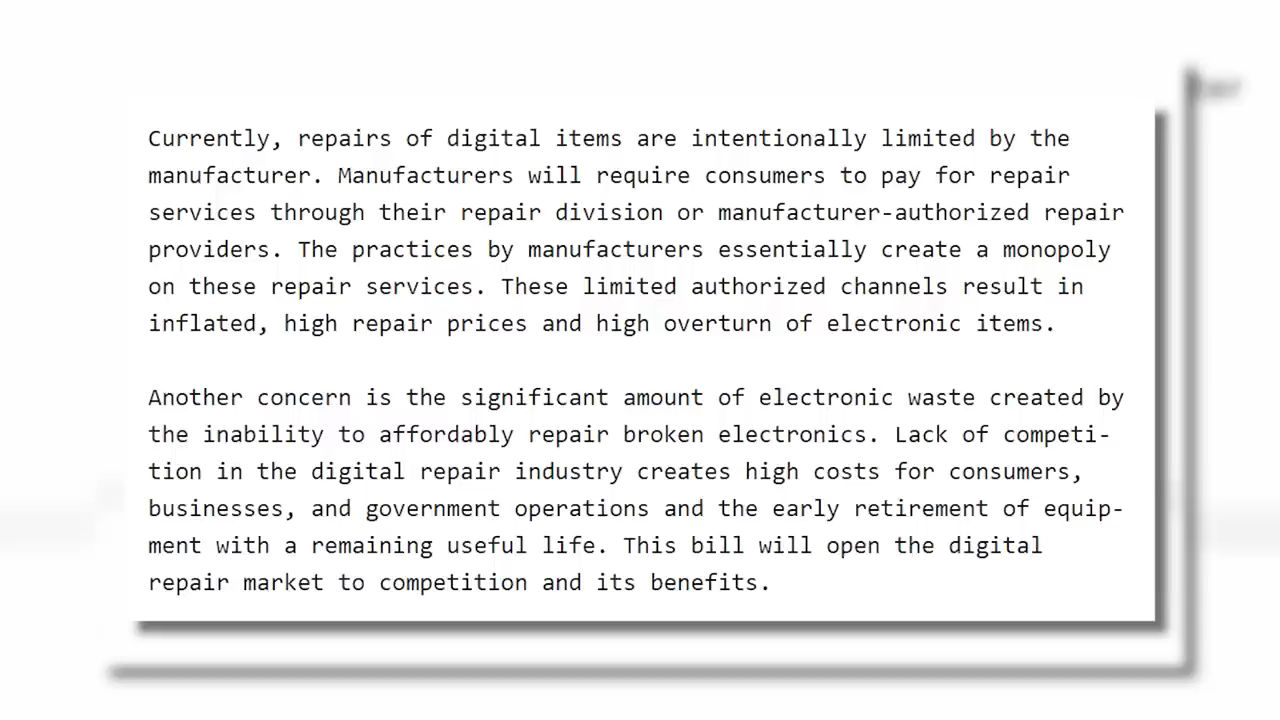 Currently, repairs of digital items are intentionally limited by the
manufacturer. Manufacturers will require consumers to pay for repair
services through their repair division or manufacturer-authorized repair
providers. The practices by manufacturers essentially create a monopoly
on these repair services. These limited authorized channels result in
inflated, high repair prices and high overturn of electronic items.
Another concern is the significant amount of electronic waste created by
the inability to affordably repair broken electronics. Lack of competi-
tion in the digital repair industry creates high costs for consumers,
businesses, and government operations and the early retirement of equip-
ment with a remaining useful life. This bill will open the digital
repair market to competition and its benefits.